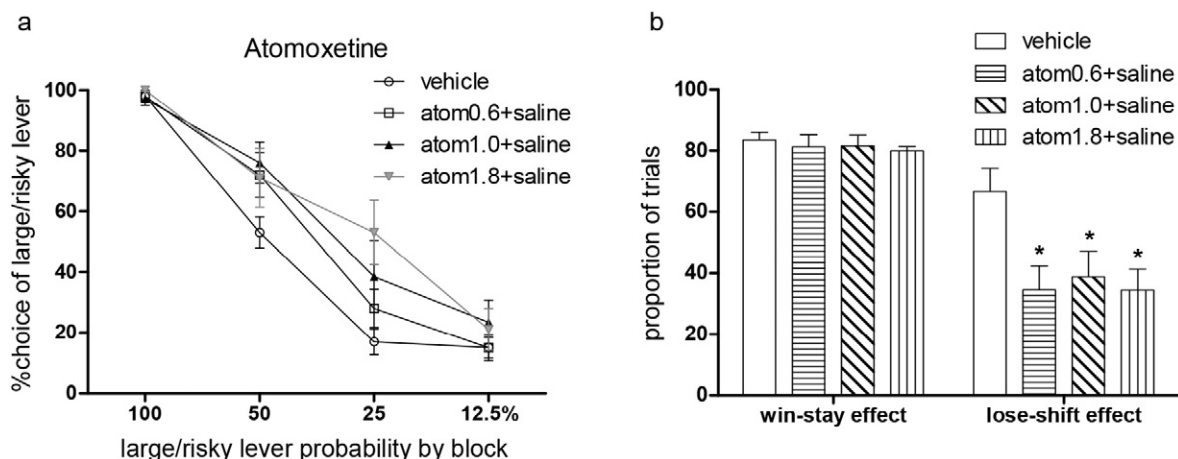 a
Atomoxetine
vehicle
atom0.6+saline
atom1.0+saline
atom1.8+saline
%choice of large/risky lever
100
80
60
40
20
0
100 50 25 12.5%
large/risky lever probability by block
b
vehicle
atom0.6+saline
atom1.0+saline
atom1.8+saline
proportion of trials
100
80
60
40
20
0
* * *
win-stay effect lose-shift effect